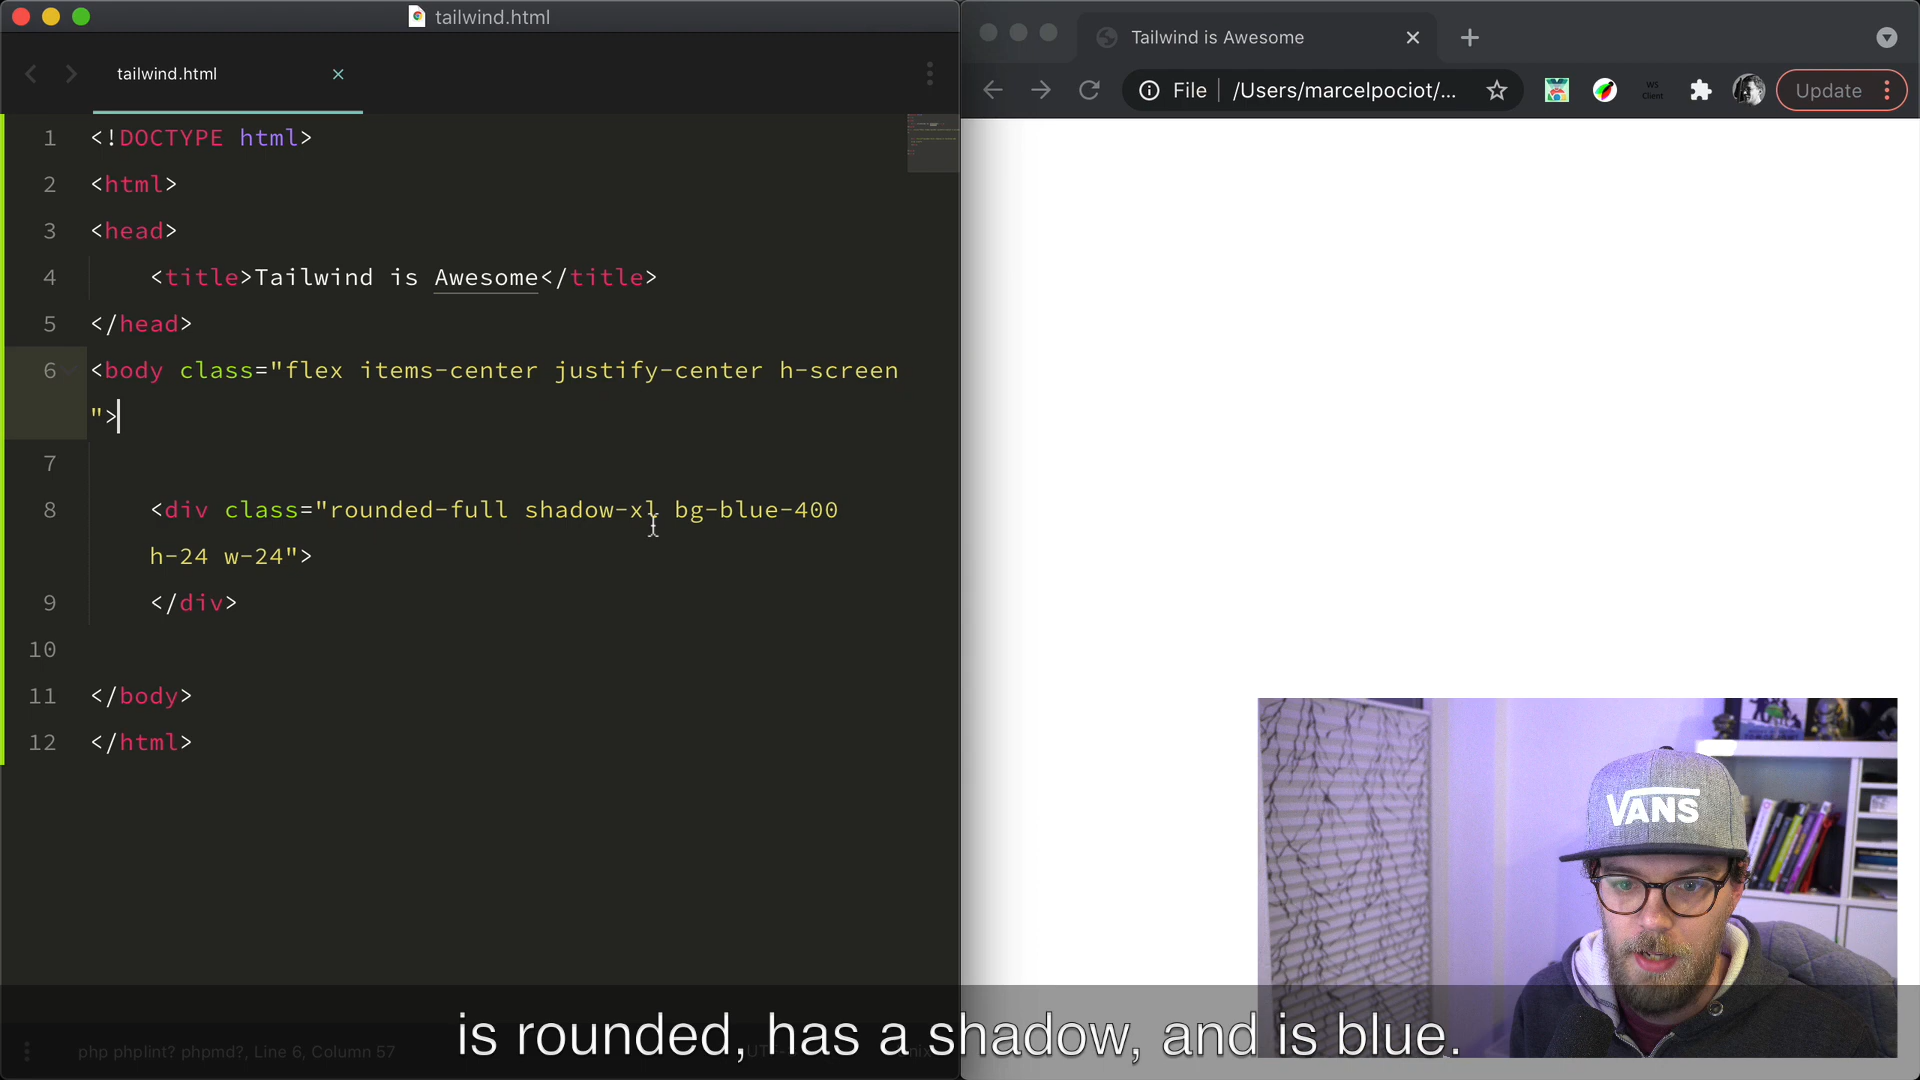 tailwind.html
tailwind.html
1 <!DOCTYPE html>
2 <html>
3 <head>
4 <title>Tailwind is Awesome</title>
5 </head>
6 <body class="flex items-center justify-center h-screen
">
7
8 <div class="rounded-full shadow-xl bg-blue-400
h-24 w-24">
9 </div>
10
11 </body>
12 </html>
php phplint? phpmd?, Line 6, Column 57
Tailwind is Awesome
File /Users/marcelpociot/...
WS
Client
Update
VANS
is rounded, has a shadow, and is blue.